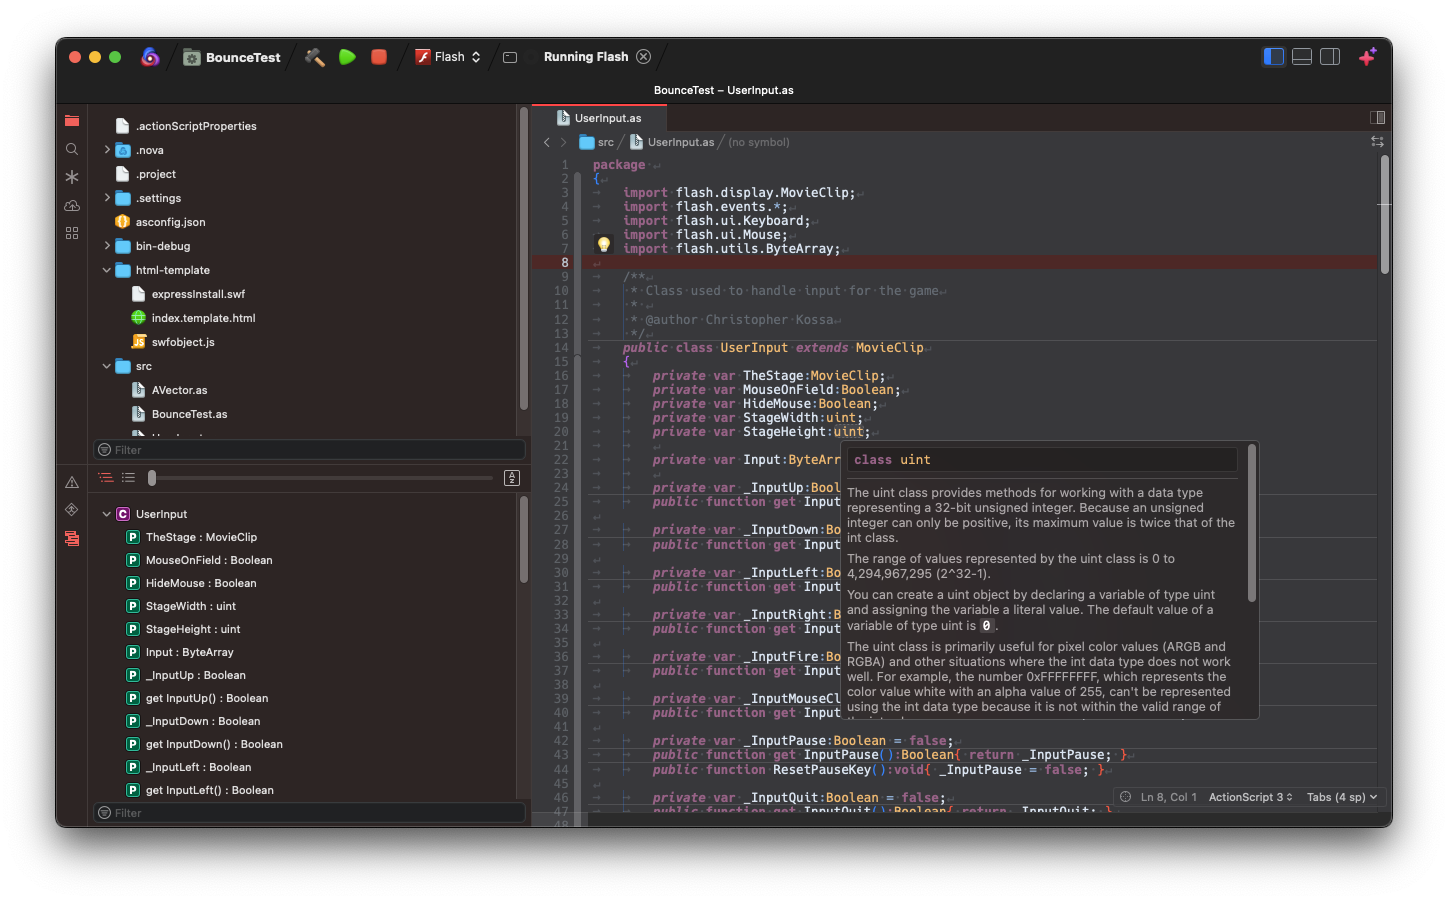 BounceTest
Flash
Running Flash
BounceTest – UserInput.as
.actionScriptProperties
.nova
.project
.settings
asconfig.json
bin-debug
html-template
expressInstall.swf
index.template.html
swfobject.js
src
AVector.as
BounceTest.as
Filter
UserInput
TheStage : MovieClip
MouseOnField : Boolean
HideMouse : Boolean
StageWidth : uint
StageHeight : uint
Input : ByteArray
_InputUp : Boolean
get InputUp() : Boolean
_InputDown : Boolean
get InputDown() : Boolean
_InputLeft : Boolean
get InputLeft() : Boolean
Filter
UserInput.as
src / UserInput.as / (no symbol)
1 package
2 {
3 import flash.display.MovieClip;
4 import flash.events.*;
5 import flash.ui.Keyboard;
6 import flash.ui.Mouse;
7 import flash.utils.ByteArray;
8
9 /**
10 * Class used to handle input for the game
11 *
12 * @author Christopher Kossa
13 */
14 public class UserInput extends MovieClip
15 {
16 private var TheStage:MovieClip;
17 private var MouseOnField:Boolean;
18 private var HideMouse:Boolean;
19 private var StageWidth:uint;
20 private var StageHeight:uint;
21
22 private var Input:ByteArr
23
24 private var _InputUp:Bool
25 public function get Input
26
27 private var _InputDown:Bo
28 public function get Input
29
30 private var _InputLeft:Bo
31 public function get Input
32
33 private var _InputRight:B
34 public function get Input
35
36 private var _InputFire:Bo
37 public function get Input
38
39 private var _InputMouseCl
40 public function get Input
41
42 private var _InputPause:Boolean = false;
43 public function get InputPause():Boolean{ return _InputPause; }
44 public function ResetPauseKey():void{ _InputPause = false; }
45
46 private var _InputQuit:Boolean = false;
47 public function get InputQuit():Boolean{ return _InputQuit; }
48
class uint
The uint class provides methods for working with a data type
representing a 32-bit unsigned integer. Because an unsigned
integer can only be positive, its maximum value is twice that of the
int class.
The range of values represented by the uint class is 0 to
4,294,967,295 (2^32-1).
You can create a uint object by declaring a variable of type uint
and assigning the variable a literal value. The default value of a
variable of type uint is 0.
The uint class is primarily useful for pixel color values (ARGB and
RGBA) and other situations where the int data type does not work
well. For example, the number 0xFFFFFFFF, which represents the
color value white with an alpha value of 255, can't be represented
using the int data type because it is not within the valid range of
Ln 8, Col 1
ActionScript 3
Tabs (4 sp)